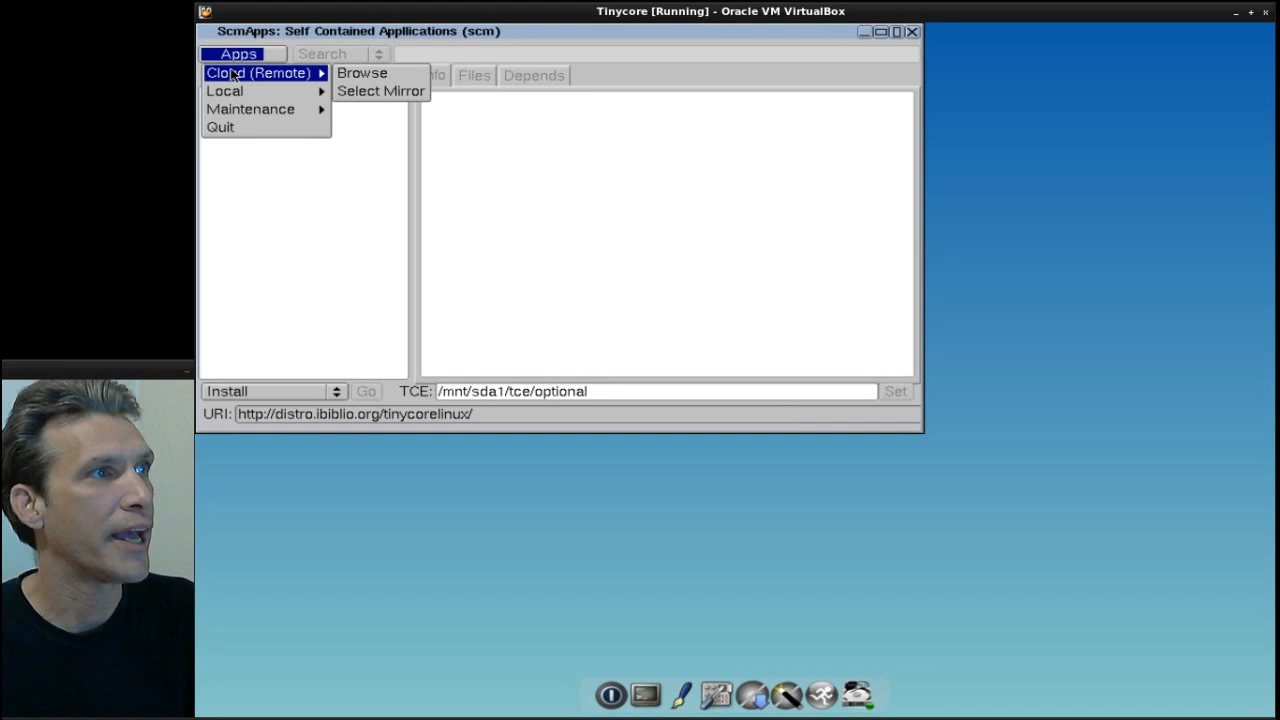 Tinycore [Running] - Oracle VM VirtualBox
ScmApps: Self Contained Appllications (scm)
Apps
Search
Cloud (Remote)
Browse
Files
Depends
Local
Select Mirror
Maintenance
Quit
Install
Go
TCE: /mnt/sda1/tce/optional
Set
URI: http://distro.ibiblio.org/tinycorelinux/